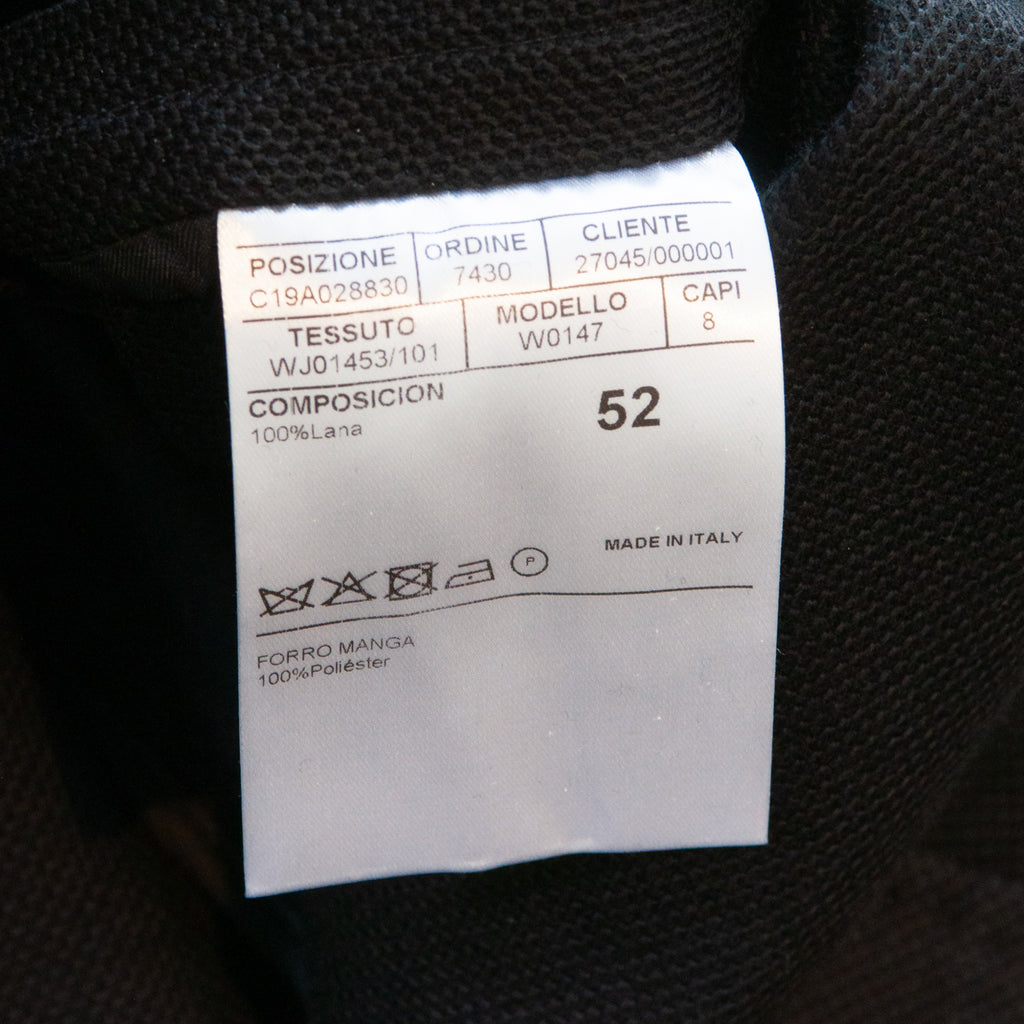 POSIZIONE ORDINE CLIENTE
C19A028830 7430 27045/000001
TESSUTO MODELLO CAPI
WJ01453/101 W0147 8
COMPOSICION
100%Lana
52
MADE IN ITALY
P
FORRO MANGA
100%Poliéster